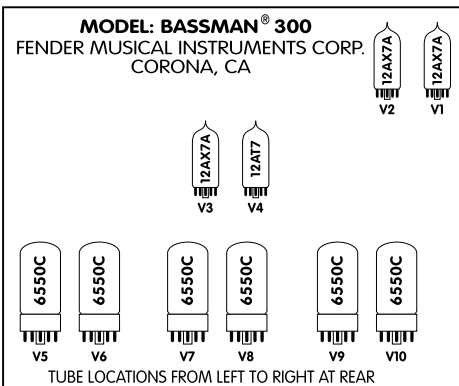 MODEL: BASSMAN® 300
FENDER MUSICAL INSTRUMENTS CORP.
CORONA, CA
12AX7A 12AX7A
V2 V1
12AX7A 12AT7
V3 V4
6550C 6550C 6550C 6550C 6550C 6550C
V5 V6 V7 V8 V9 V10
TUBE LOCATIONS FROM LEFT TO RIGHT AT REAR